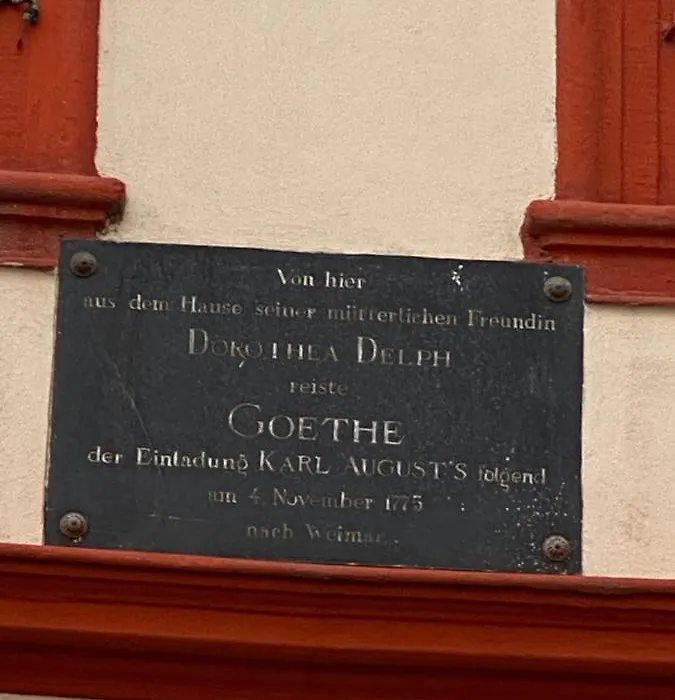 Von hier
aus dem Hause seiner mütterlichen Freundin
DOROTHEA DELPH
reiste
GOETHE
der Einladung KARL AUGUST'S folgend
am 4. November 1775
nach Weimar.